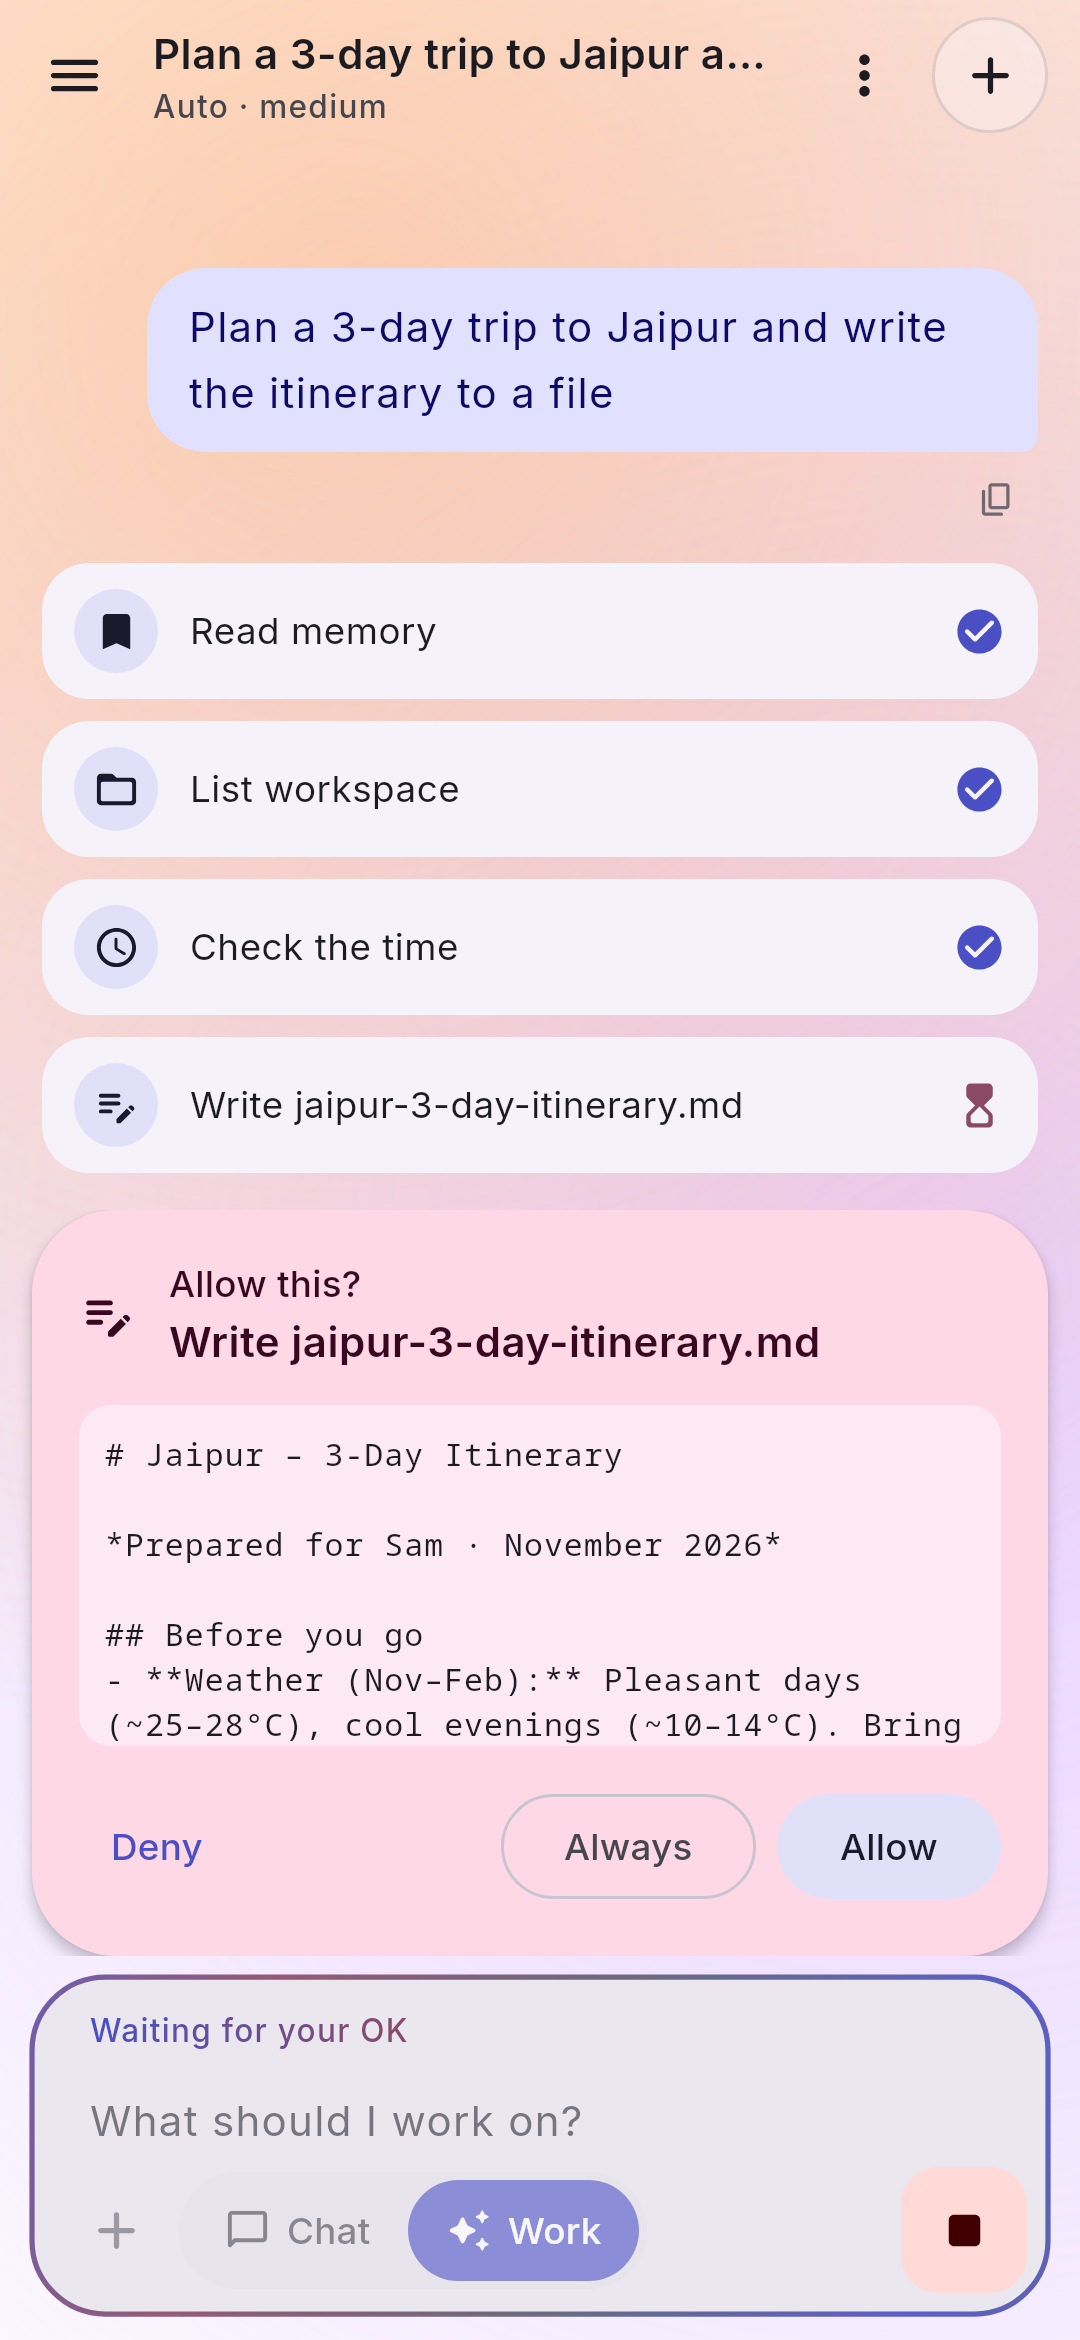 Plan a 3-day trip to Jaipur a...
Auto · medium
Plan a 3-day trip to Jaipur and write
the itinerary to a file
Read memory
List workspace
Check the time
Write jaipur-3-day-itinerary.md
Allow this?
Write jaipur-3-day-itinerary.md
# Jaipur – 3-Day Itinerary
*Prepared for Sam · November 2026*
## Before you go
- **Weather (Nov–Feb):** Pleasant days
(~25–28°C), cool evenings (~10–14°C). Bring
Deny
Always
Allow
Waiting for your OK
What should I work on?
Chat
Work